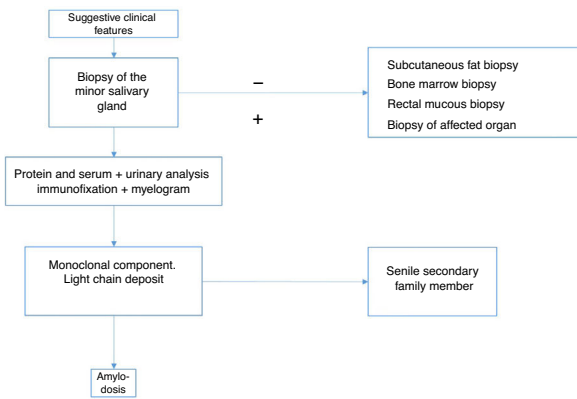 Suggestive clinical
features
Biopsy of the
minor salivary
gland
−
+
Subcutaneous fat biopsy
Bone marrow biopsy
Rectal mucous biopsy
Biopsy of affected organ
Protein and serum + urinary analysis
immunofixation + myelogram
Monoclonal component.
Light chain deposit
Senile secondary
family member
Amylo-
dosis